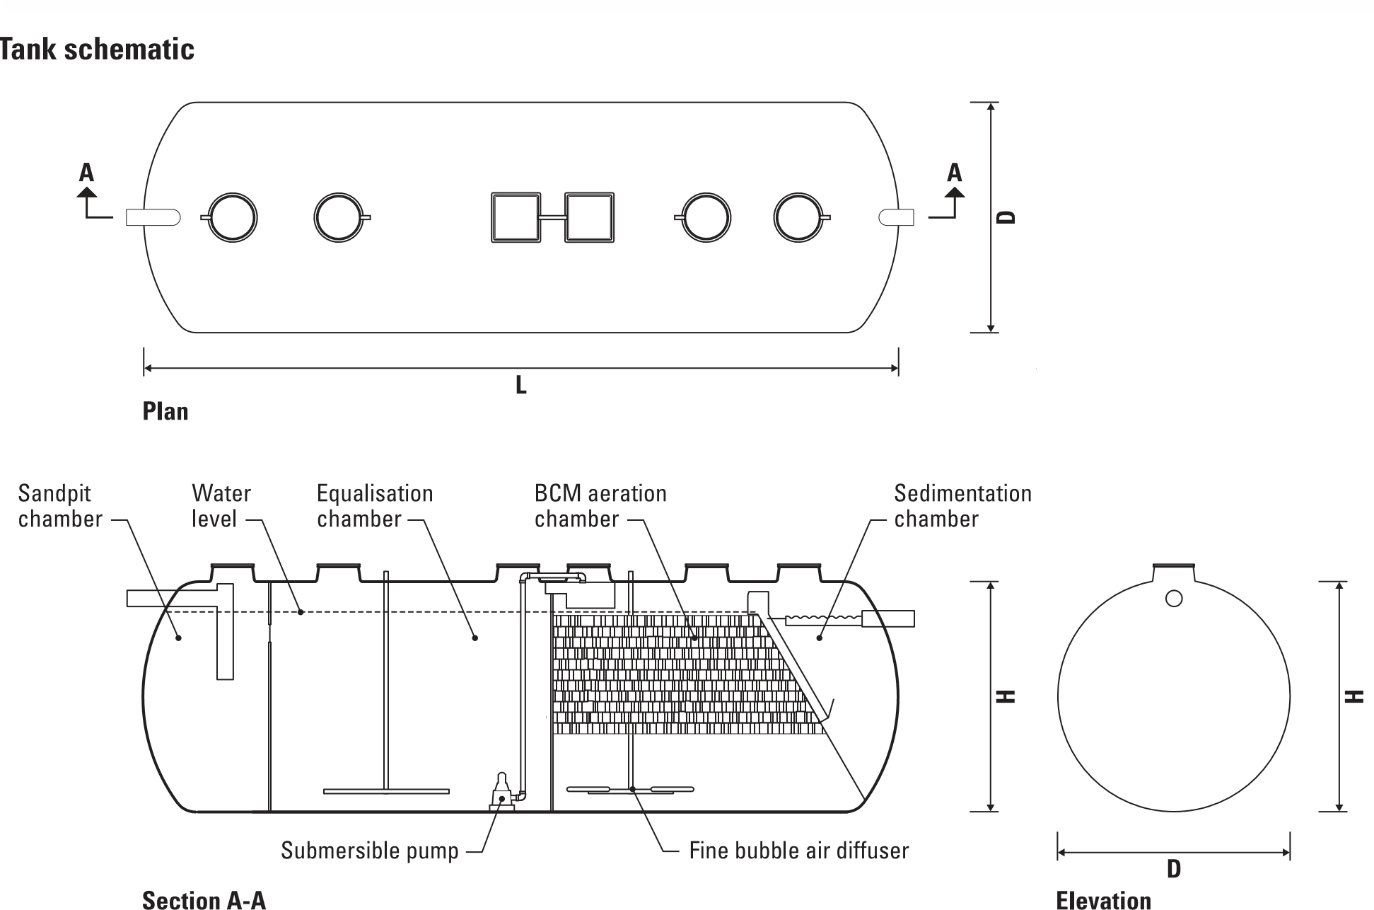 Tank schematic
A
A
D
L
Plan
Sandpit
chamber
Water
level
Equalisation
chamber
BCM aeration
chamber
Sedimentation
chamber
H
H
Submersible pump
Fine bubble air diffuser
D
Section A-A
Elevation